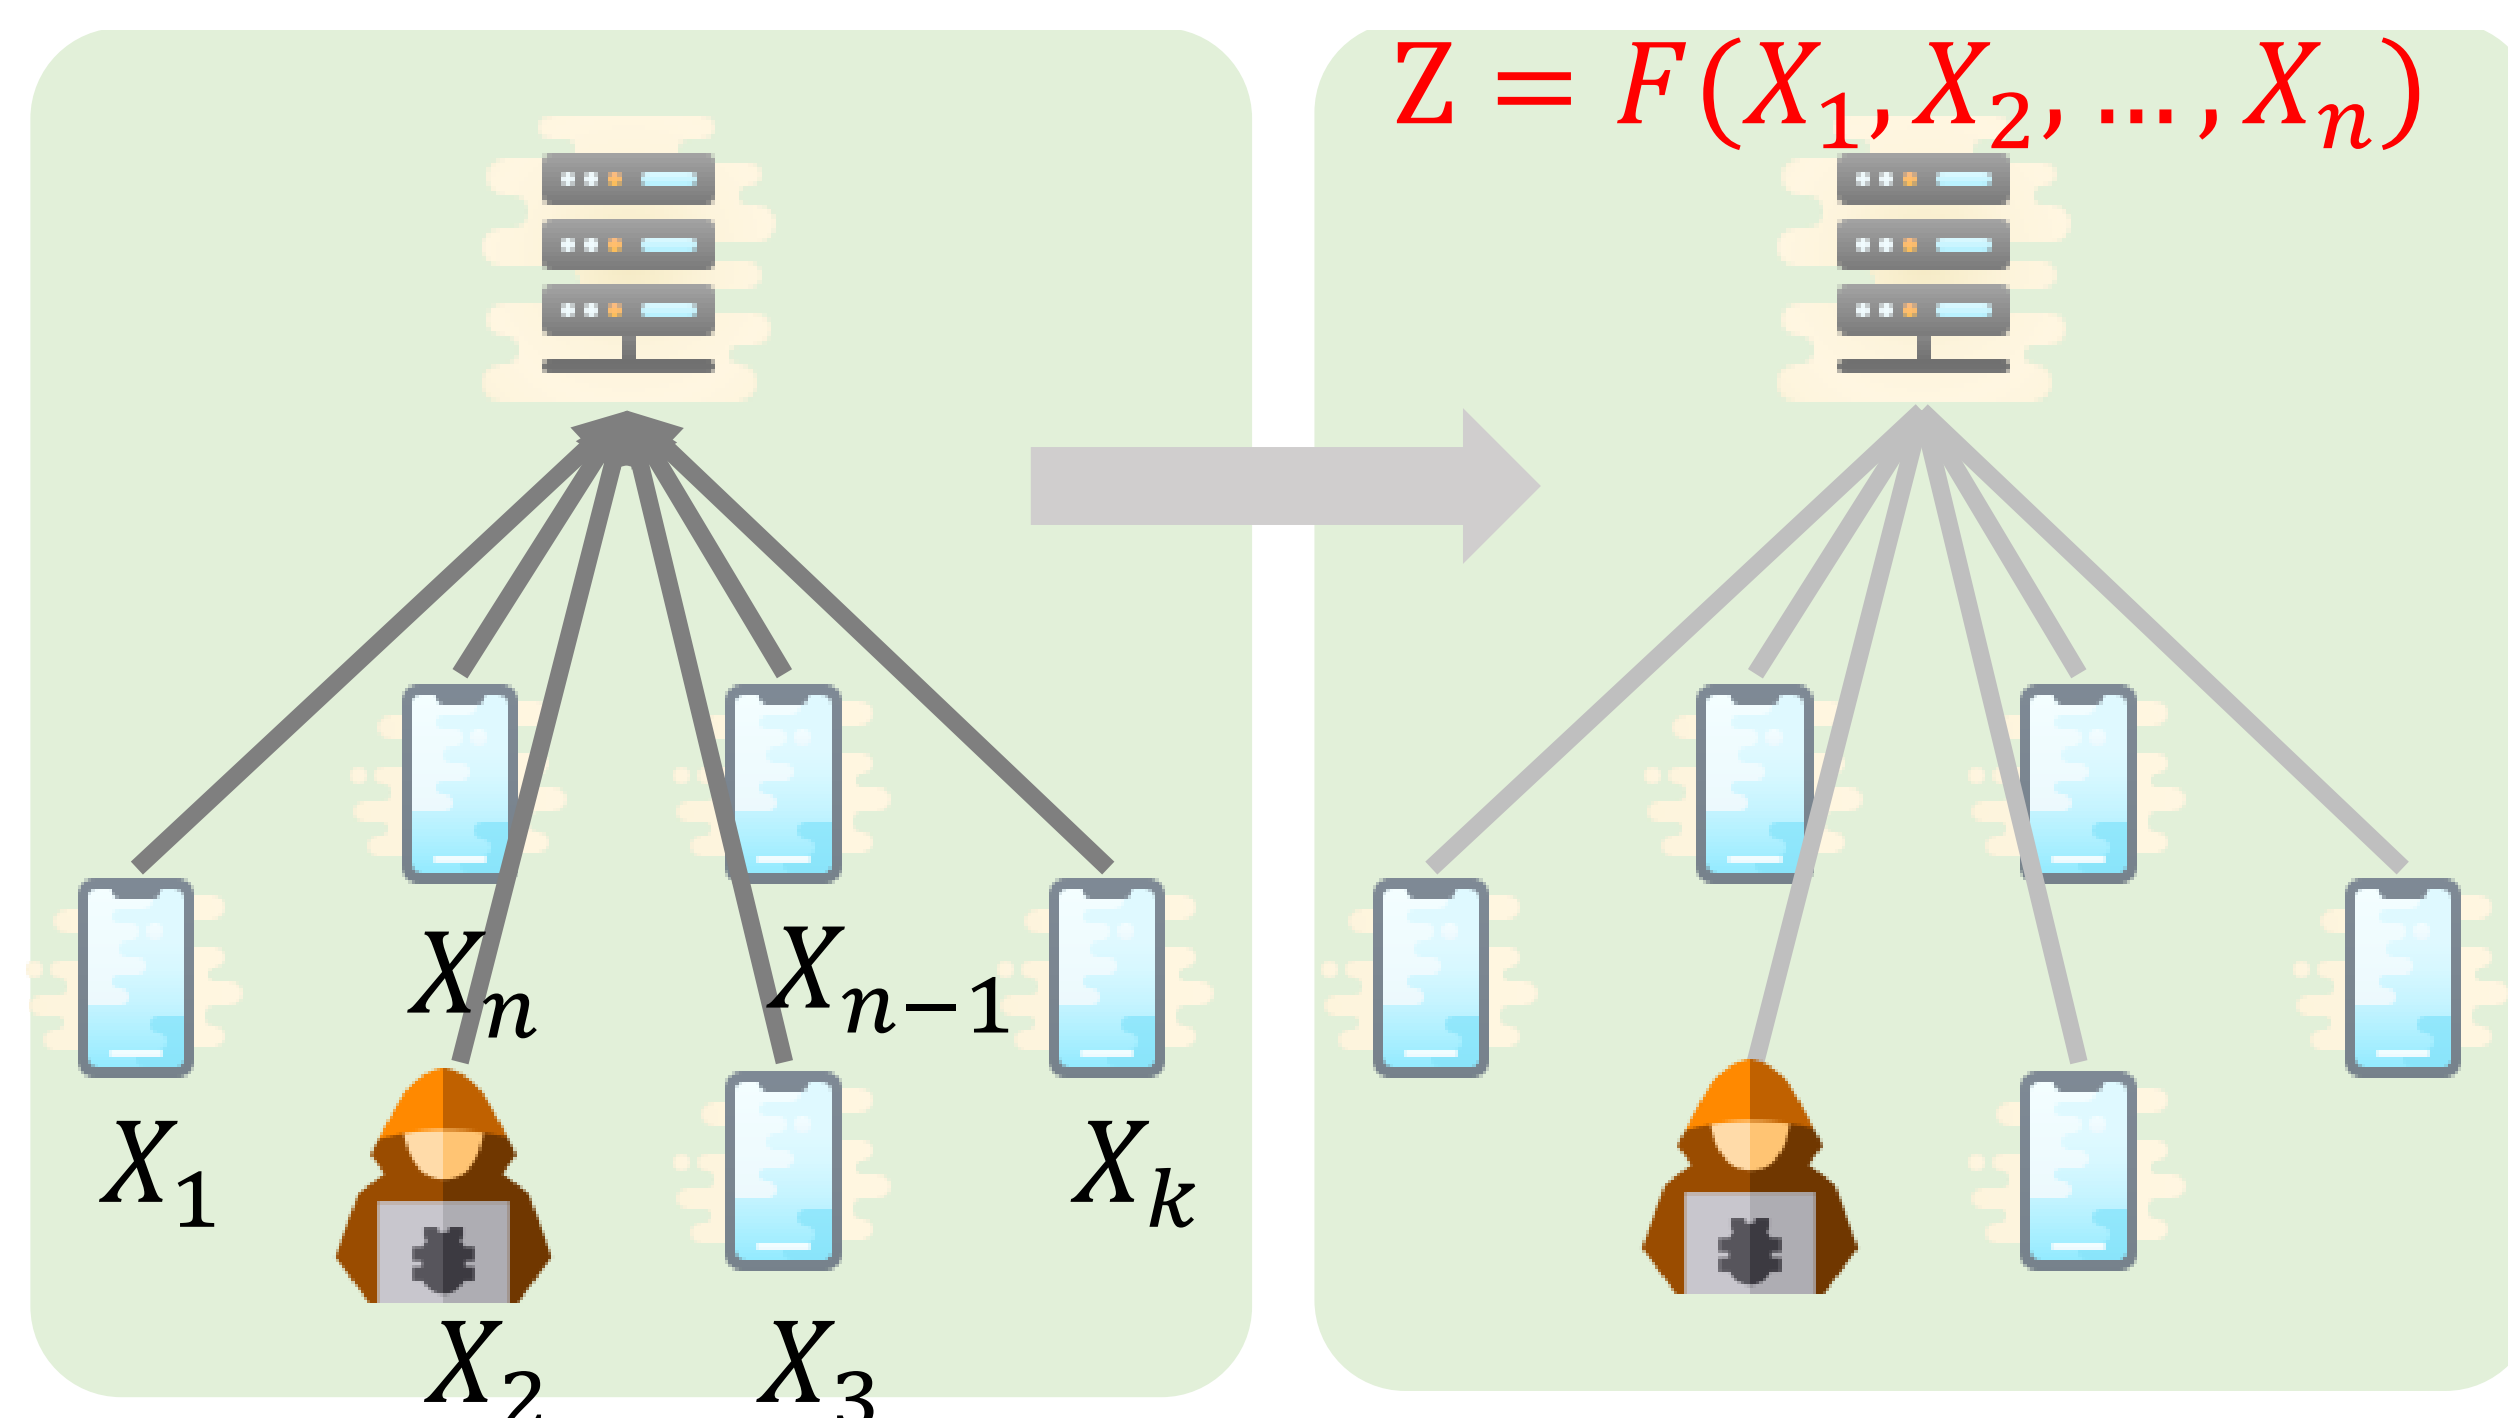 Z = F(X₁, X₂, … , Xₙ)
Xₙ
Xₙ₋₁
X₁
Xₖ
X₂
X₃